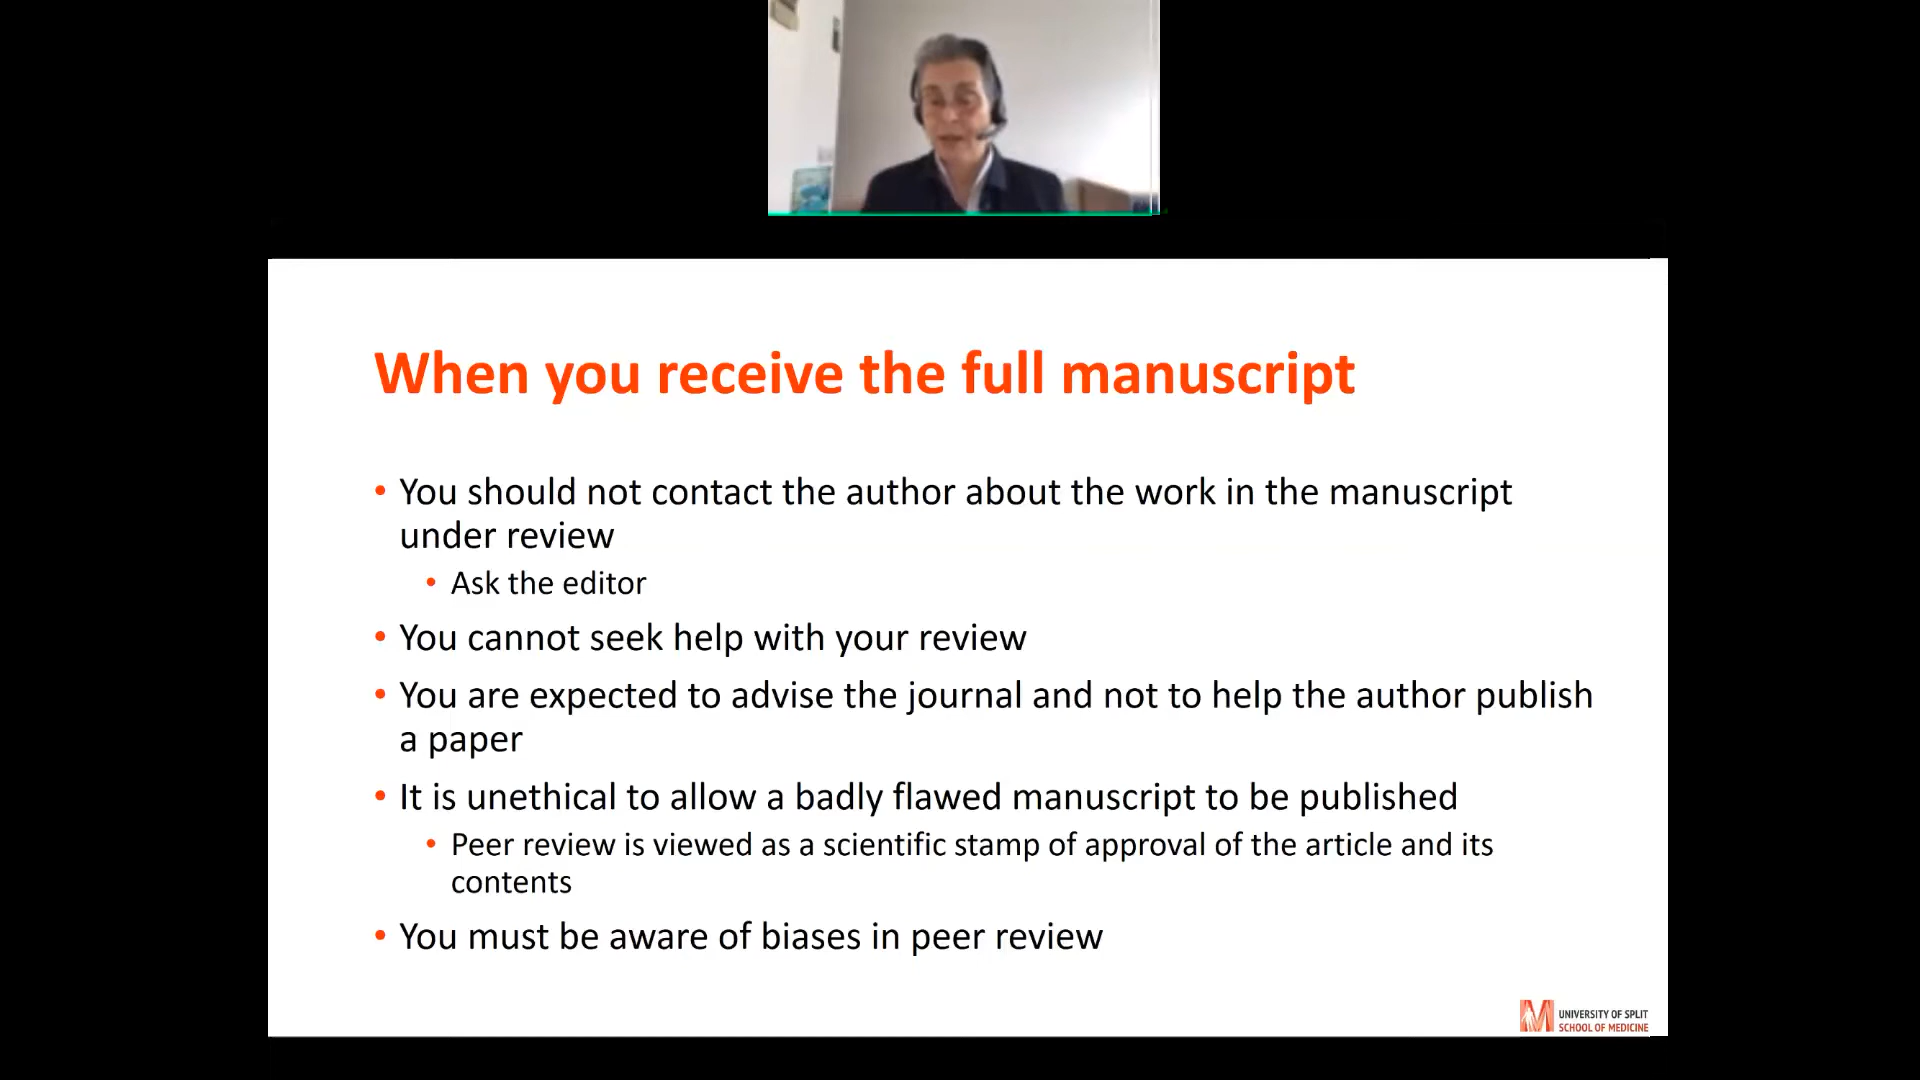 When you receive the full manuscript
• You should not contact the author about the work in the manuscript
under review
• Ask the editor
• You cannot seek help with your review
• You are expected to advise the journal and not to help the author publish
a paper
• It is unethical to allow a badly flawed manuscript to be published
• Peer review is viewed as a scientific stamp of approval of the article and its
contents
• You must be aware of biases in peer review
UNIVERSITY OF SPLIT
SCHOOL OF MEDICINE